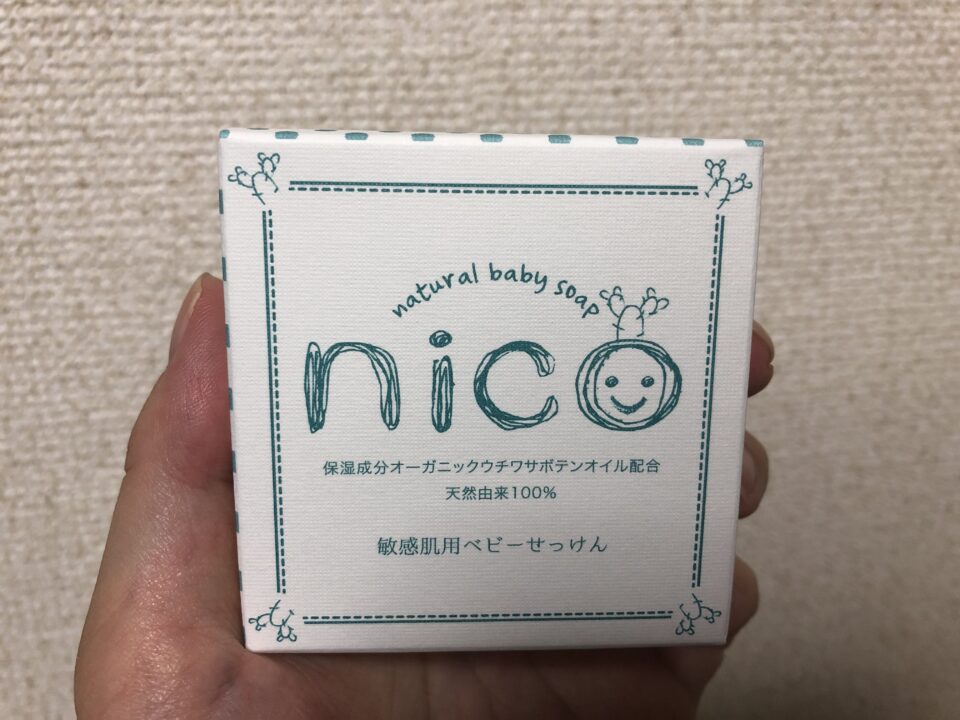 natural baby soap
nico
保湿成分オーガニックウチワサボテンオイル配合
天然由来100%
敏感肌用ベビーせっけん